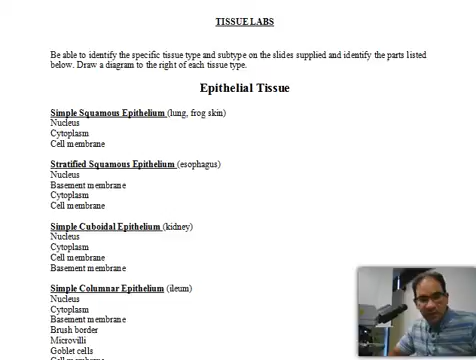 TISSUE LABS
Be able to identify the specific tissue type and subtype on the slides supplied and identify the parts listed
below. Draw a diagram to the right of each tissue type.
Epithelial Tissue
Simple Squamous Epithelium (lung, frog skin)
Nucleus
Cytoplasm
Cell membrane
Stratified Squamous Epithelium (esophagus)
Nucleus
Basement membrane
Cytoplasm
Cell membrane
Simple Cuboidal Epithelium (kidney)
Nucleus
Cytoplasm
Cell membrane
Basement membrane
Simple Columnar Epithelium (ileum)
Nucleus
Cytoplasm
Basement membrane
Brush border
Microvilli
Goblet cells